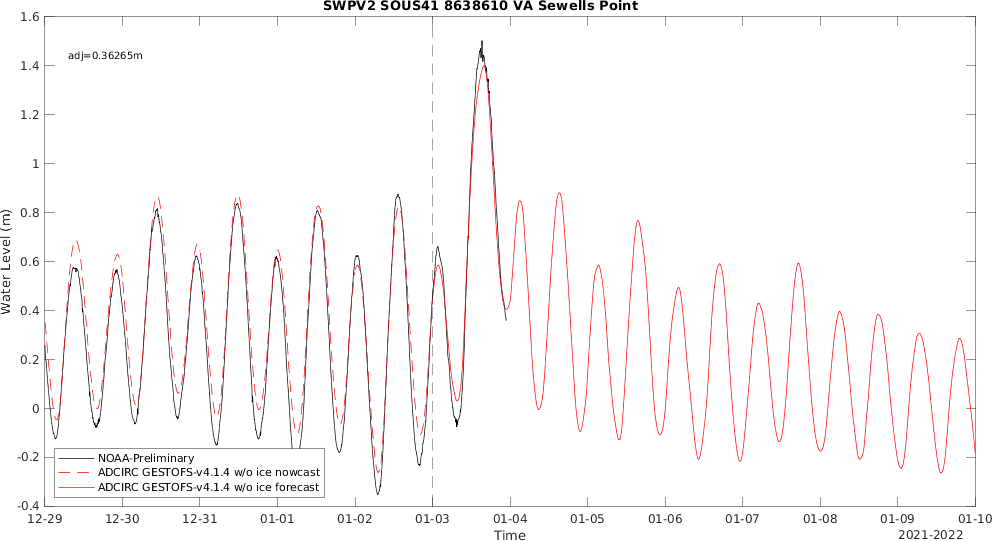 SWPV2 SOUS41 8638610 VA Sewells Point
adj=0.36265m
Water Level (m)
1.6
1.4
1.2
1
0.8
0.6
0.4
0.2
0
-0.2
-0.4
NOAA-Preliminary
ADCIRC GESTOFS-v4.1.4 w/o ice nowcast
ADCIRC GESTOFS-v4.1.4 w/o ice forecast
12-29 12-30 12-31 01-01 01-02 01-03 01-04 01-05 01-06 01-07 01-08 01-09 01-10
Time
2021-2022